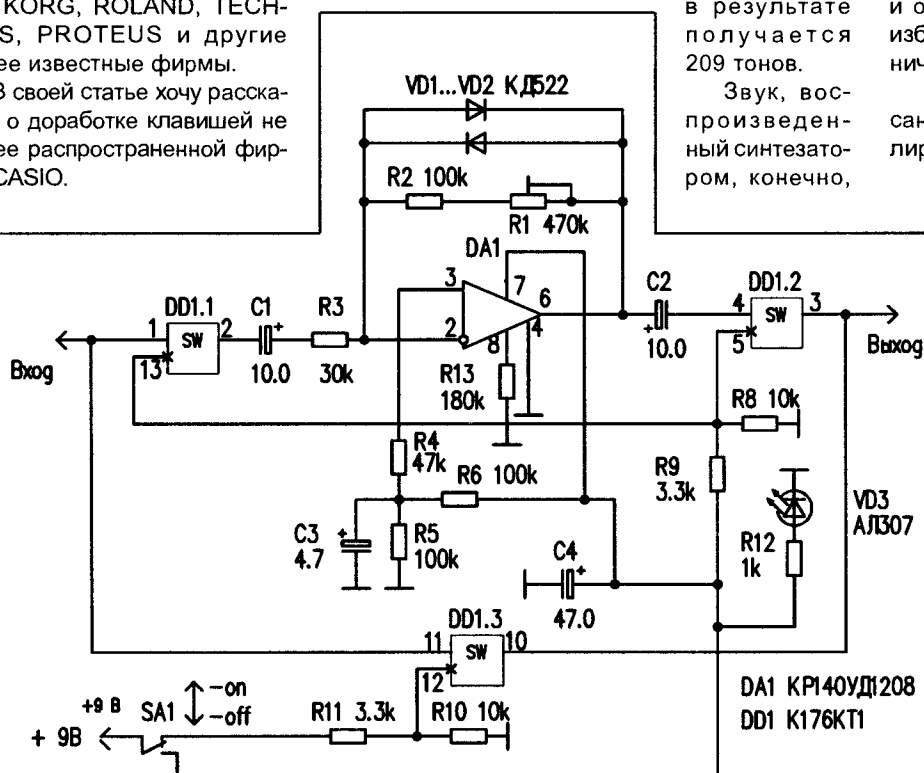 KORG, ROLAND, TECH-
S, PROTEUS и другие
ее известные фирмы.
В своей статье хочу расска-
о доработке клавишей не
ее распространенной фир-
CASIO.
в результате
получается
209 тонов.
Звук, вос-
произведен-
ный синтезато-
ром, конечно,
и о
изб
нич
сан
лир
VD1...VD2 КД522
R2 100k
R1 470k
DA1
3
7
6
2
8
4
DD1.1
C1
R3
1
SW
2
+
13
10.0
30k
Вход
C2
DD1.2
4
SW
3
+
10.0
5
Выход
R13
180k
R8 10k
R4
47k
R6 100k
R9
3.3k
VD3
АЛ307
C3
4.7
+
R5
100k
C4
+
47.0
R12
1k
DD1.3
11
SW
10
12
DA1 КР140УД1208
DD1 К176КТ1
+9 В
SA1
-on
-off
R11 3.3k
R10 10k
+ 9В